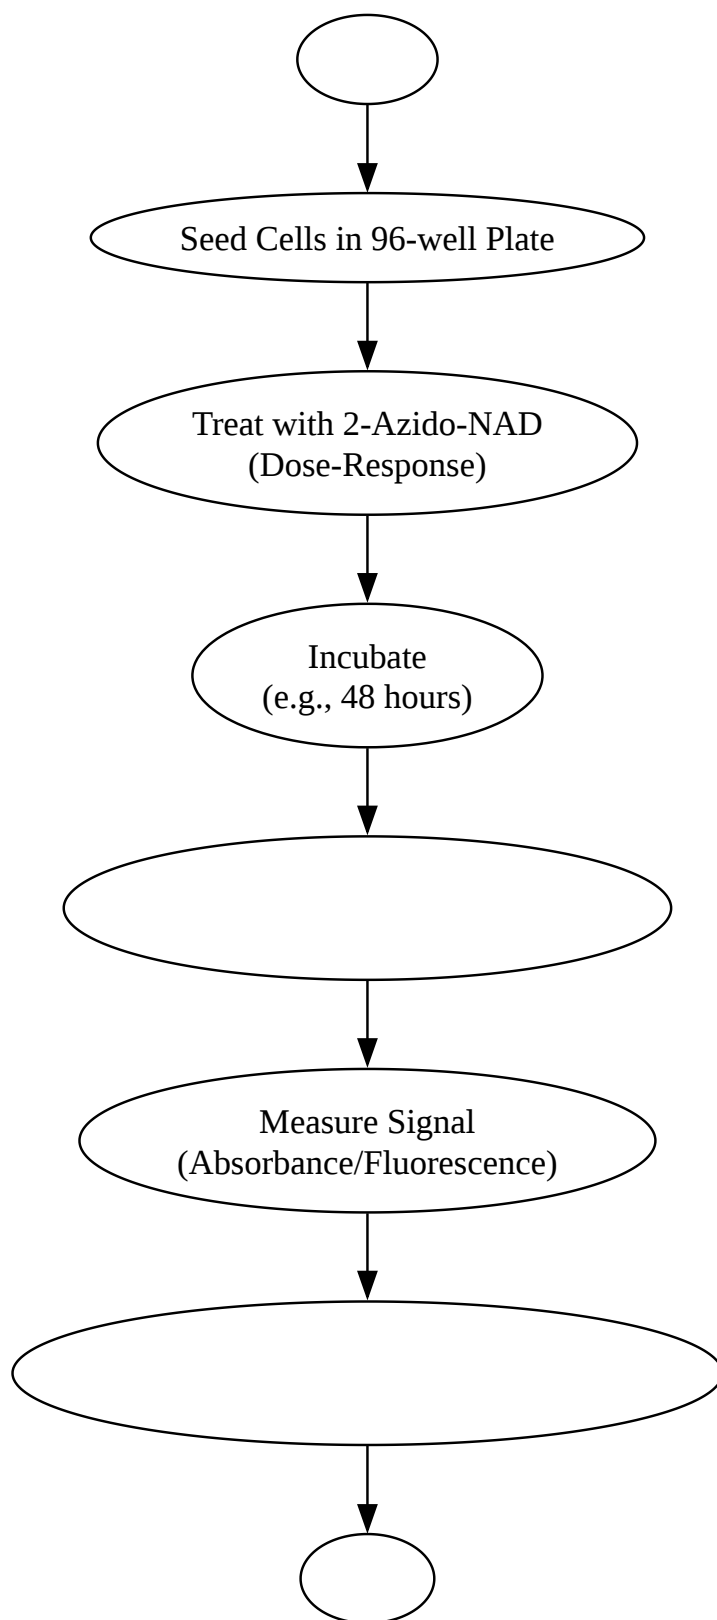 Seed Cells in 96-well Plate
Treat with 2-Azido-NAD
(Dose-Response)
Incubate
(e.g., 48 hours)
Measure Signal
(Absorbance/Fluorescence)